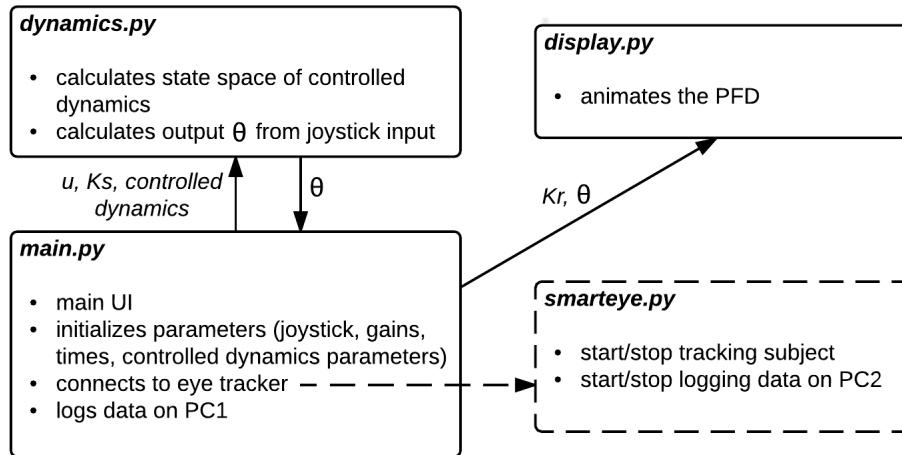 dynamics.py
• calculates state space of controlled
dynamics
• calculates output θ from joystick input
display.py
• animates the PFD
u, Ks, controlled
dynamics
θ
Kr, θ
main.py
• main UI
• initializes parameters (joystick, gains,
times, controlled dynamics parameters)
• connects to eye tracker
• logs data on PC1
smarteye.py
• start/stop tracking subject
• start/stop logging data on PC2